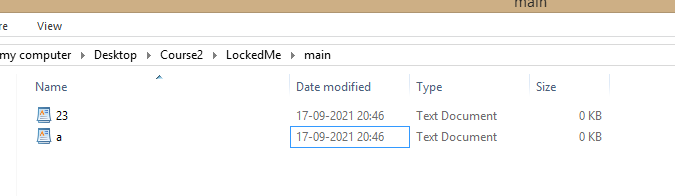 main
re View
my computer Desktop Course2 LockedMe main
Name Date modified Type Size
23 17-09-2021 20:46 Text Document 0 KB
a 17-09-2021 20:46 Text Document 0 KB